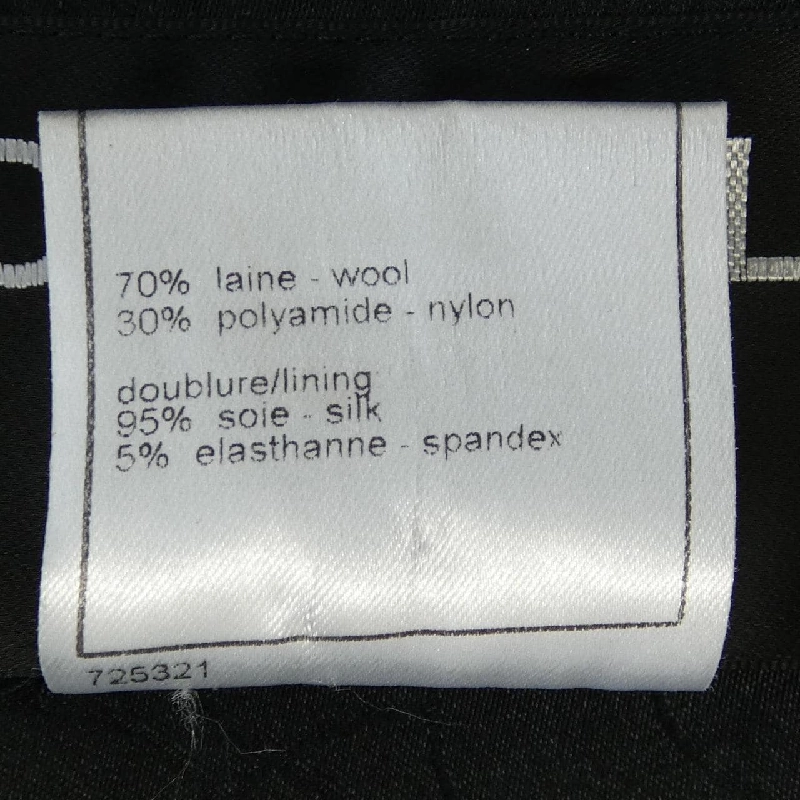 70% laine - wool
30% polyamide - nylon
doublure/lining
95% soie - silk
5% elasthanne - spandex
725321